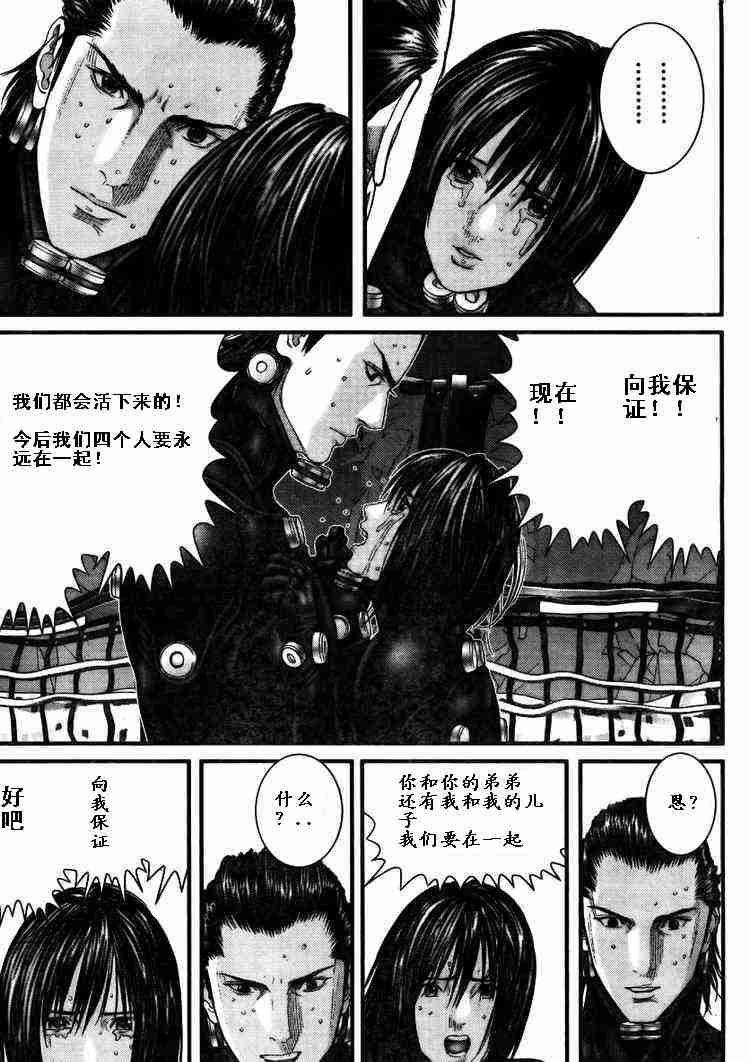 ………
………
向我保
证！！
现在
！！
我们都会活下来的！
今后我们四个人要永
远在一起！
恩？
你和你的弟弟
还有我和我的儿
子
我们要在一起
什么
？..
向我保证
好吧